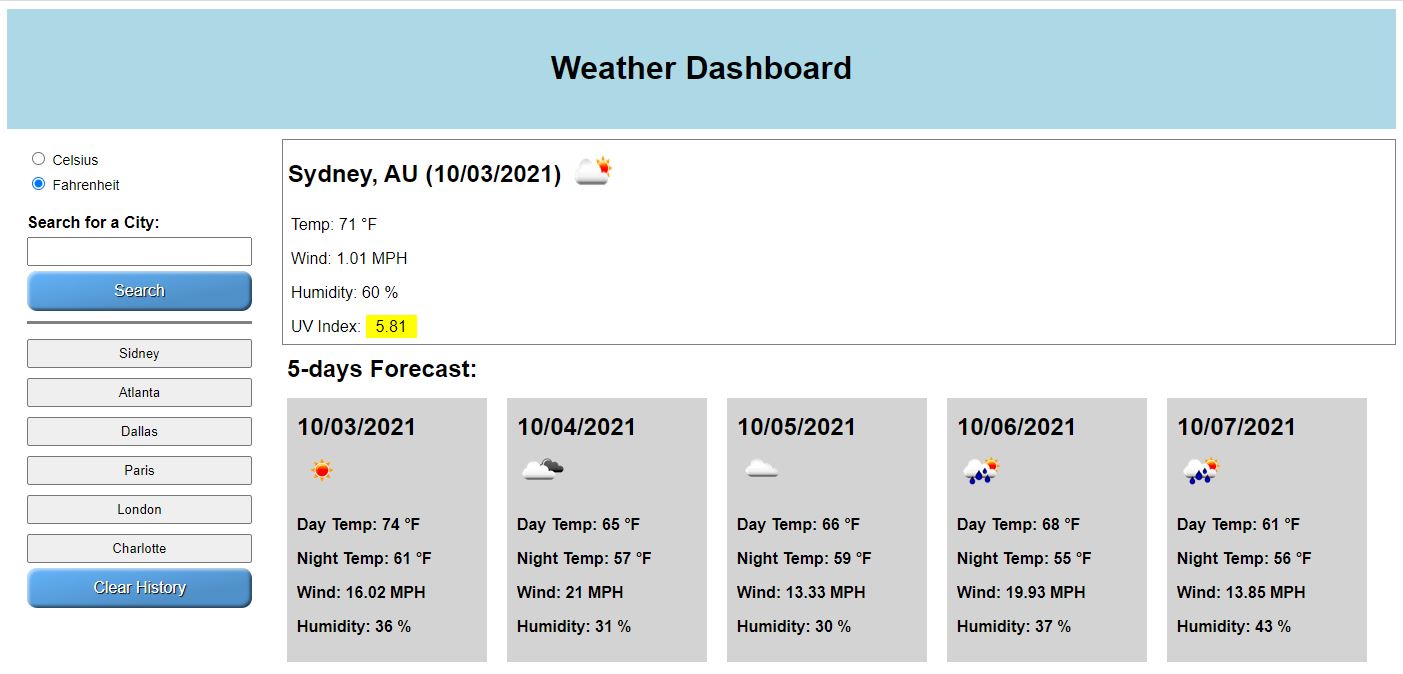 Weather Dashboard
Celsius
Fahrenheit
Search for a City:
Search
Sidney
Atlanta
Dallas
Paris
London
Charlotte
Clear History
Sydney, AU (10/03/2021)
Temp: 71 °F
Wind: 1.01 MPH
Humidity: 60 %
UV Index: 5.81
5-days Forecast:
10/03/2021
Day Temp: 74 °F
Night Temp: 61 °F
Wind: 16.02 MPH
Humidity: 36 %
10/04/2021
Day Temp: 65 °F
Night Temp: 57 °F
Wind: 21 MPH
Humidity: 31 %
10/05/2021
Day Temp: 66 °F
Night Temp: 59 °F
Wind: 13.33 MPH
Humidity: 30 %
10/06/2021
Day Temp: 68 °F
Night Temp: 55 °F
Wind: 19.93 MPH
Humidity: 37 %
10/07/2021
Day Temp: 61 °F
Night Temp: 56 °F
Wind: 13.85 MPH
Humidity: 43 %